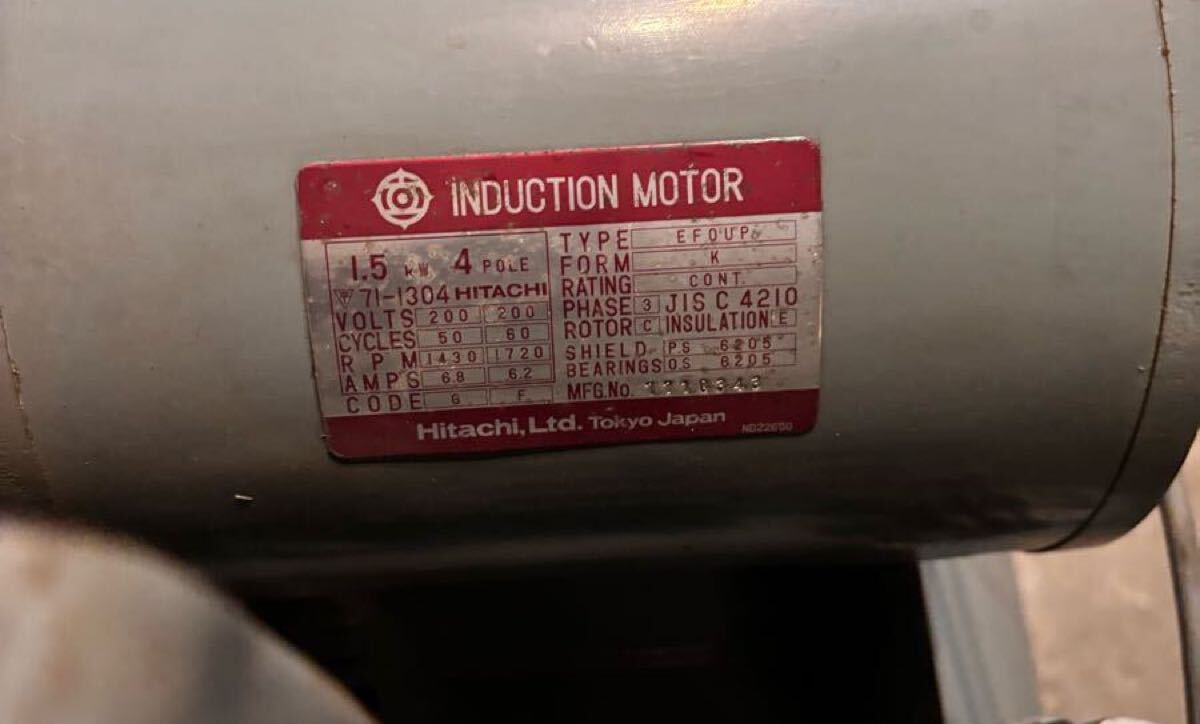 INDUCTION MOTOR
1.5 KW 4 POLE
71-1304 HITACHI
VOLTS 200 200
CYCLES 50 60
RPM 1430 1720
AMPS 6.8 6.2
CODE G F
TYPE EFOUP
FORM K
RATING CONT.
PHASE 3 JIS C 4210
ROTOR C INSULATION E
SHIELD BEARINGS
PS 6205
OS 6205
MFG.No.
Hitachi, Ltd. Tokyo Japan